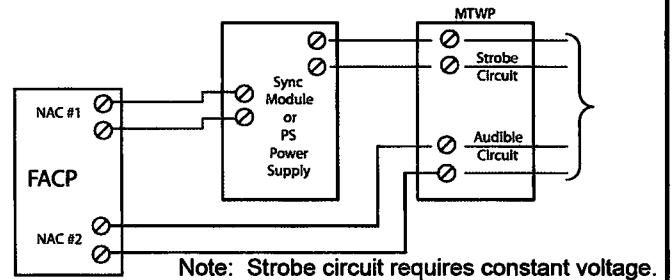 MTWP
Strobe
Circuit
Sync
Module
or
PS
Power
Supply
NAC #1
Audible
Circuit
FACP
NAC #2
Note: Strobe circuit requires constant voltage.